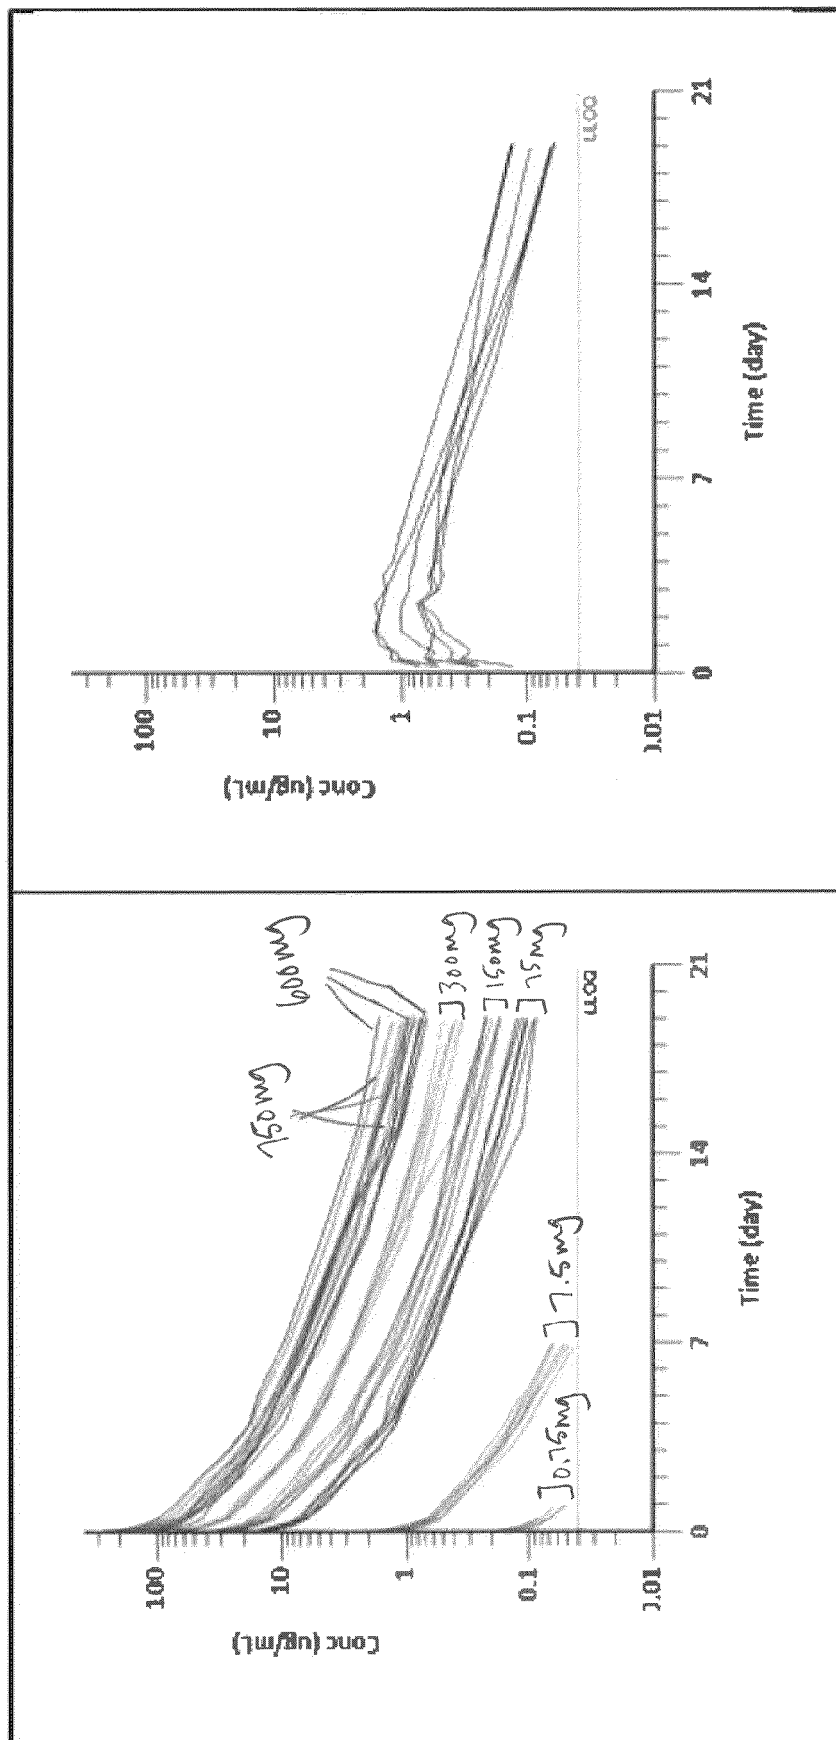 Conc (ug/mL)
100
10
1
0.1
0.01
750mg
600mg
]300mg
]150mg
]75mg
]7.5mg
]0.75mg
LLOQ
0 7 14 21
Time (day)
Conc (ug/mL)
100
10
1
0.1
0.01
LLOQ
0 7 14 21
Time (day)